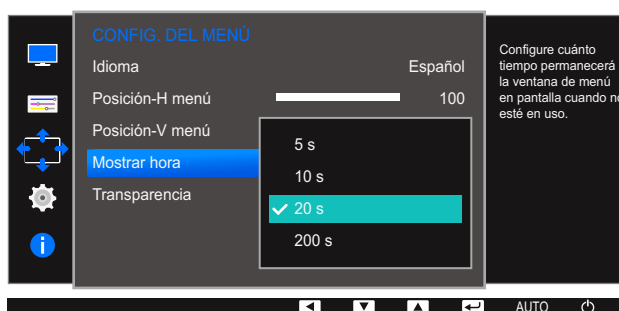 CONFIG. DEL MENÚ
Idioma Español
Posición-H menú 100
Posición-V menú
Mostrar hora
Transparencia
5 s
10 s
20 s
200 s
Configure cuánto
tiempo permanecerá
la ventana de menú
en pantalla cuando no
esté en uso.
AUTO